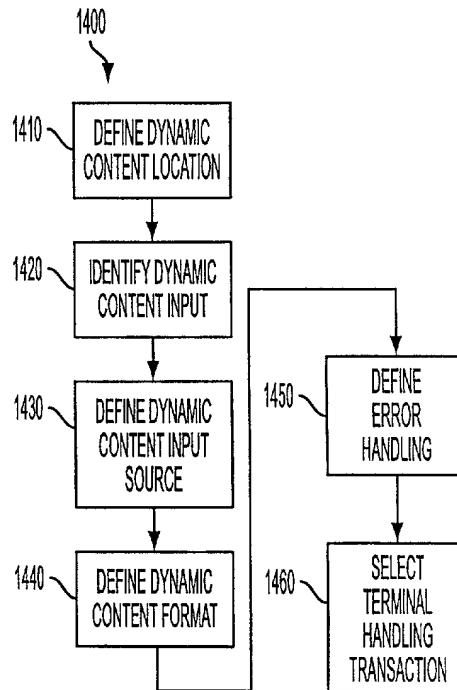 1400
1410
DEFINE DYNAMIC
CONTENT LOCATION
1420
IDENTIFY DYNAMIC
CONTENT INPUT
1430
DEFINE DYNAMIC
CONTENT INPUT
SOURCE
1440
DEFINE DYNAMIC
CONTENT FORMAT
1450
DEFINE
ERROR
HANDLING
1460
SELECT
TERMINAL
HANDLING
TRANSACTION